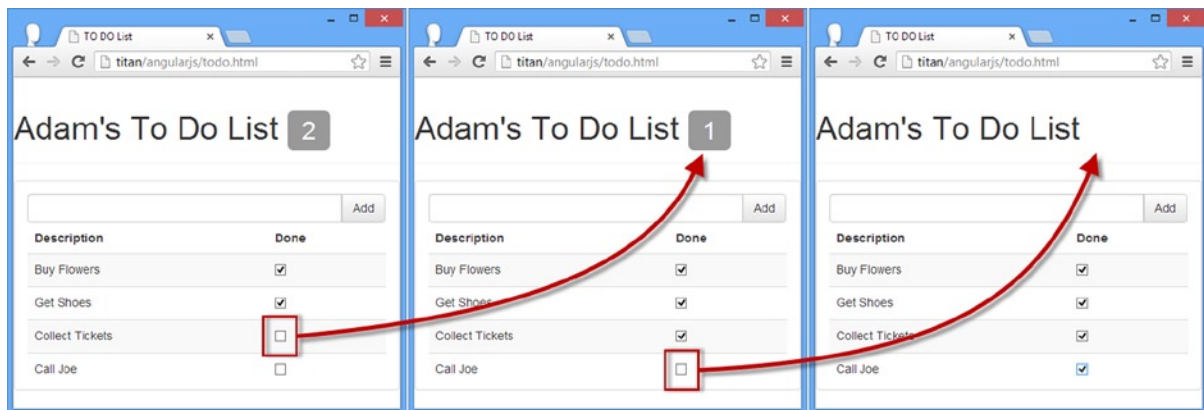 TO DO List
titan/angularjs/todo.html
Adam's To Do List 2
Add
Description Done
Buy Flowers
Get Shoes
Collect Tickets
Call Joe
TO DO List
titan/angularjs/todo.html
Adam's To Do List 1
Add
Description Done
Buy Flowers
Get Shoes
Collect Tickets
Call Joe
TO DO List
titan/angularjs/todo.html
Adam's To Do List
Add
Description Done
Buy Flowers
Get Shoes
Collect Tickets
Call Joe